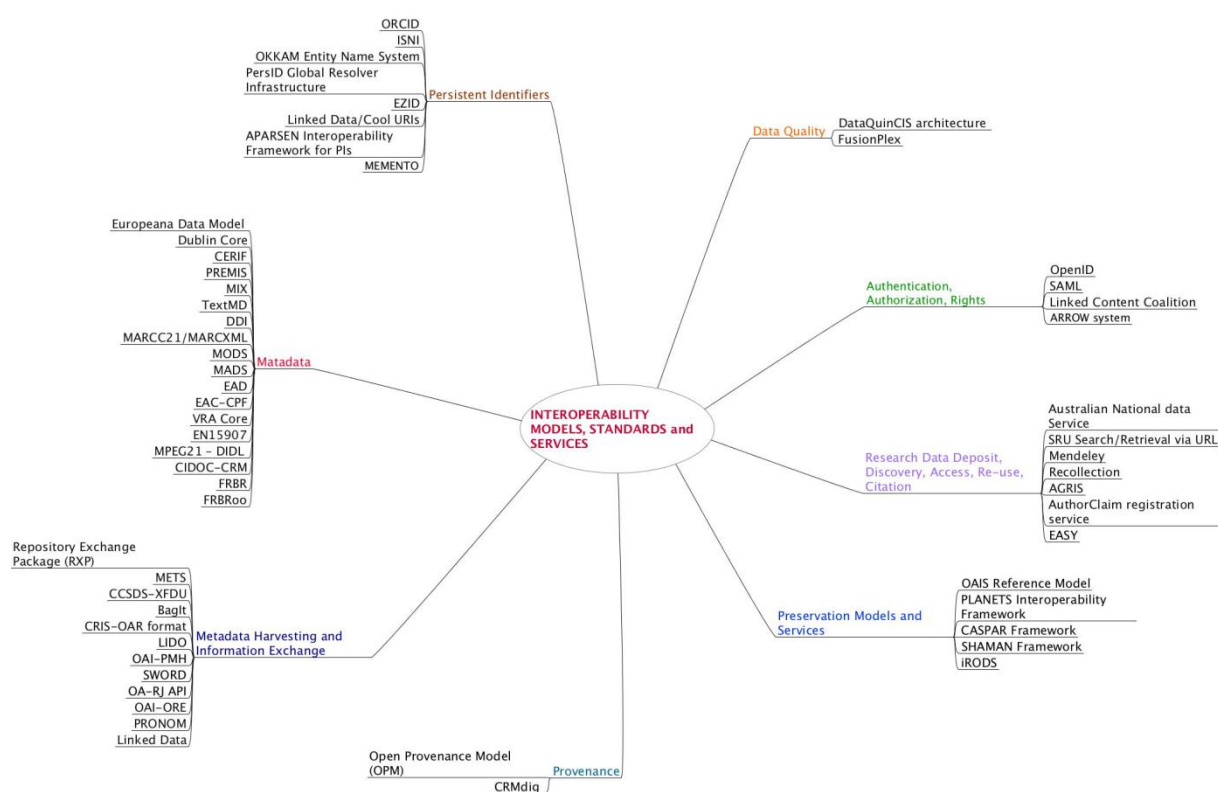 ORCID
ISNI
OKKAM Entity Name System
PersID Global Resolver
Infrastructure
EZID
Linked Data/Cool URIs
APARSEN Interoperability
Framework for PIs
MEMENTO
Persistent Identifiers
Data Quality
DataQuinCIS architecture
FusionPlex
Europeana Data Model
Dublin Core
CERIF
PREMIS
MIX
TextMD
DDI
MARCC21/MARCXML
MODS
MADS
EAD
EAC-CPF
VRA Core
EN15907
MPEG21 - DIDL
CIDOC-CRM
FRBR
FRBRoo
Matadata
Authentication,
Authorization, Rights
OpenID
SAML
Linked Content Coalition
ARROW system
INTEROPERABILITY
MODELS, STANDARDS and
SERVICES
Research Data Deposit,
Discovery, Access, Re-use,
Citation
Australian National data
Service
SRU Search/Retrieval via URL
Mendeley
Recollection
AGRIS
AuthorClaim registration
service
EASY
Repository Exchange
Package (RXP)
METS
CCSDS-XFDU
BagIt
CRIS-OAR format
LIDO
OAI-PMH
SWORD
OA-RJ API
OAI-ORE
PRONOM
Linked Data
Metadata Harvesting and
Information Exchange
Preservation Models and
Services
OAIS Reference Model
PLANETS Interoperability
Framework
CASPAR Framework
SHAMAN Framework
iRODS
Open Provenance Model
(OPM)
CRMdig
Provenance